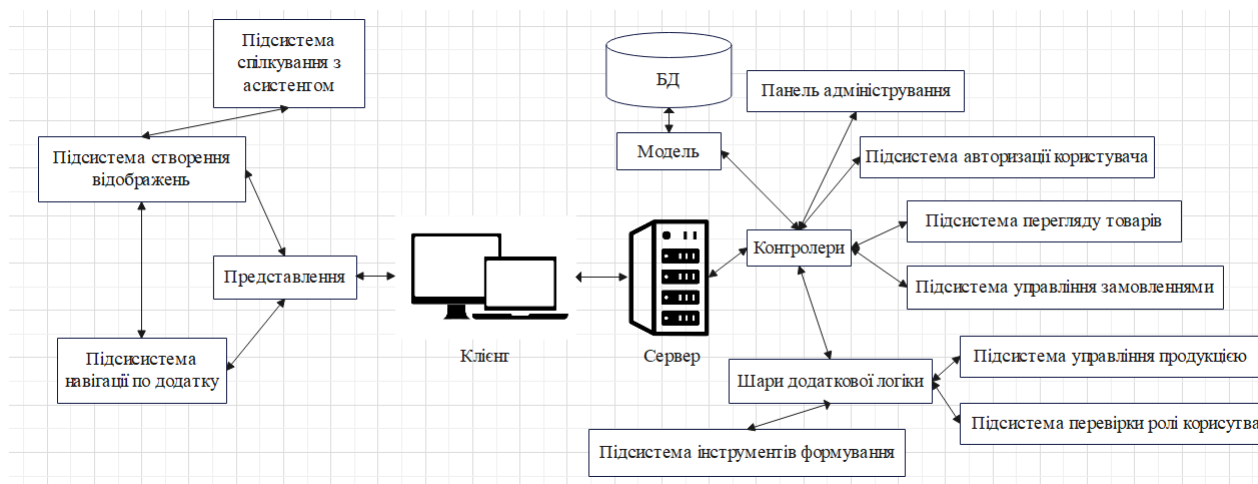 Підсистема
спілкування з
асистентом
БД
Панель адміністрування
Підсистема створення
відображень
Модель
Підсистема авторизації користувача
Підсистема перегляду товарів
Контролери
Представлення
Підсистема управління замовленнями
Клієнт
Сервер
Підсисистема
навігації по додатку
Підсистема управління продукцією
Шари додаткової логіки
Підсистема перевірки ролі користува
Підсистема інструментів формування